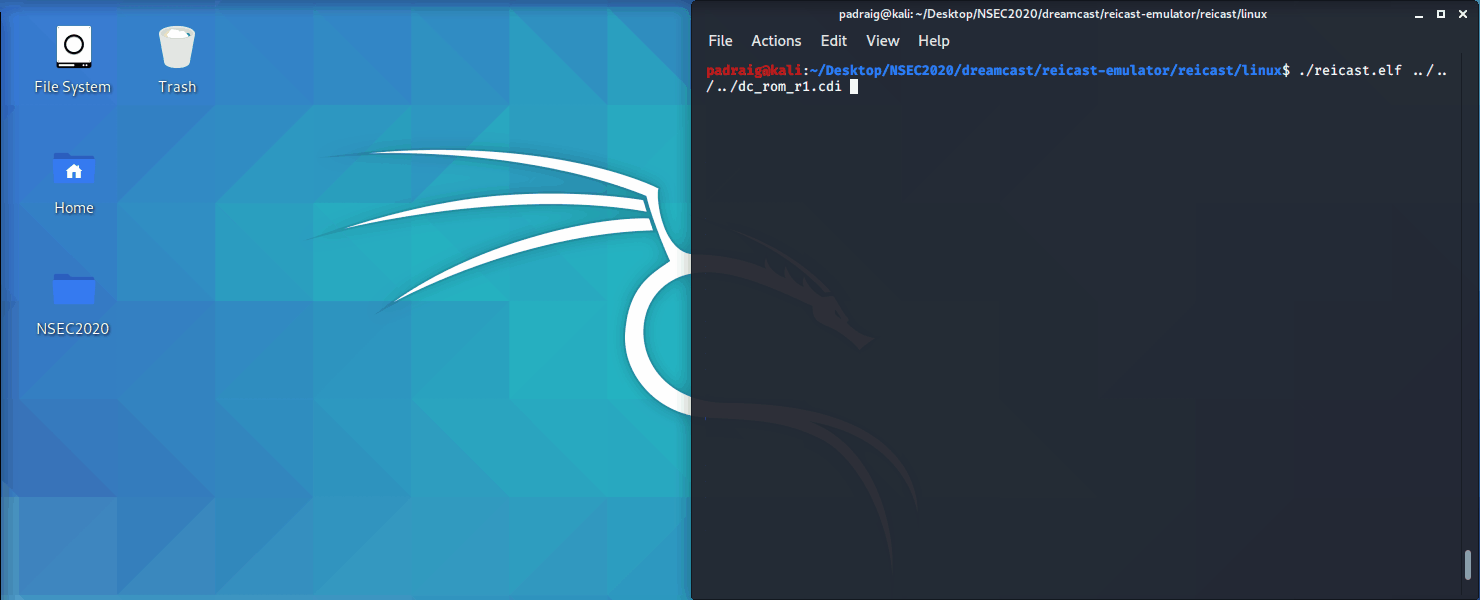 File System
Trash
Home
NSEC2020
padraig@kali: ~/Desktop/NSEC2020/dreamcast/reicast-emulator/reicast/linux
File Actions Edit View Help
padraig@kali:~/Desktop/NSEC2020/dreamcast/reicast-emulator/reicast/linux$ ./reicast.elf ../..
/../dc_rom_r1.cdi